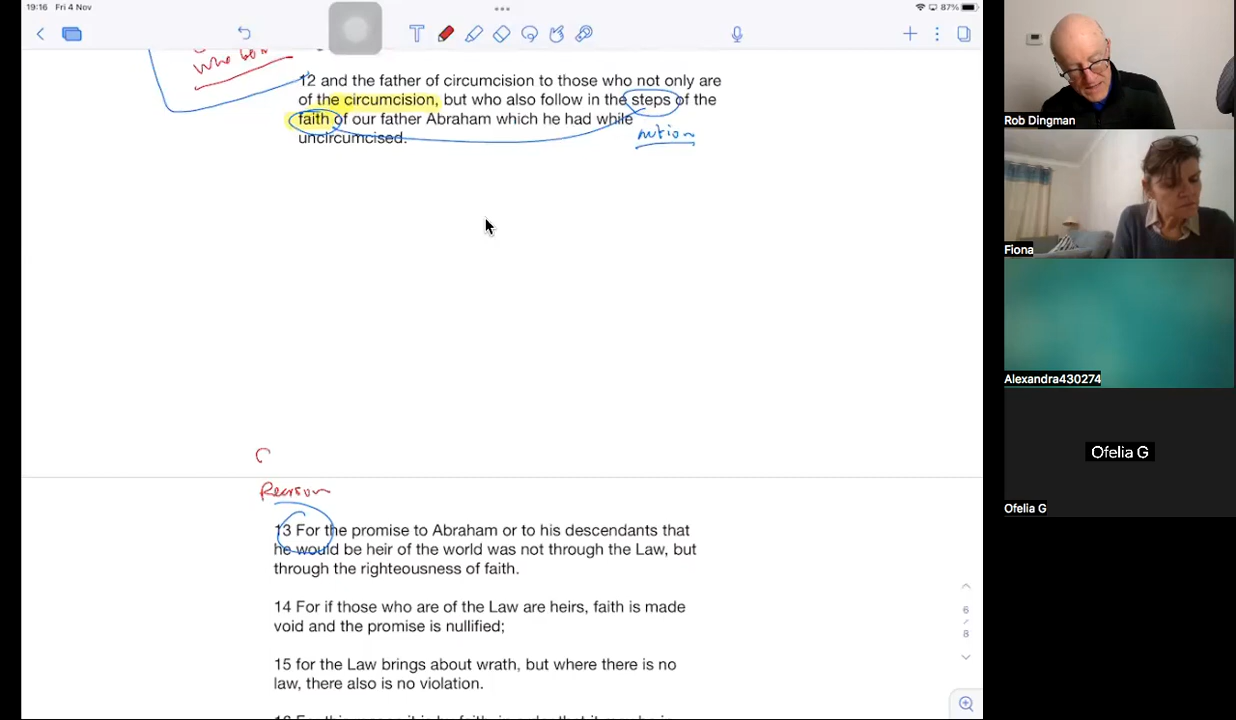 19:16 Fri 4 Nov
87%
who
12 and the father of circumcision to those who not only are
of the circumcision, but who also follow in the steps of the
faith of our father Abraham which he had while
uncircumcised.
action
Reason
13 For the promise to Abraham or to his descendants that
he would be heir of the world was not through the Law, but
through the righteousness of faith.
14 For if those who are of the Law are heirs, faith is made
void and the promise is nullified;
15 for the Law brings about wrath, but where there is no
law, there also is no violation.
6
/
8
Rob Dingman
Fiona
Alexandra430274
Ofelia G
Ofelia G